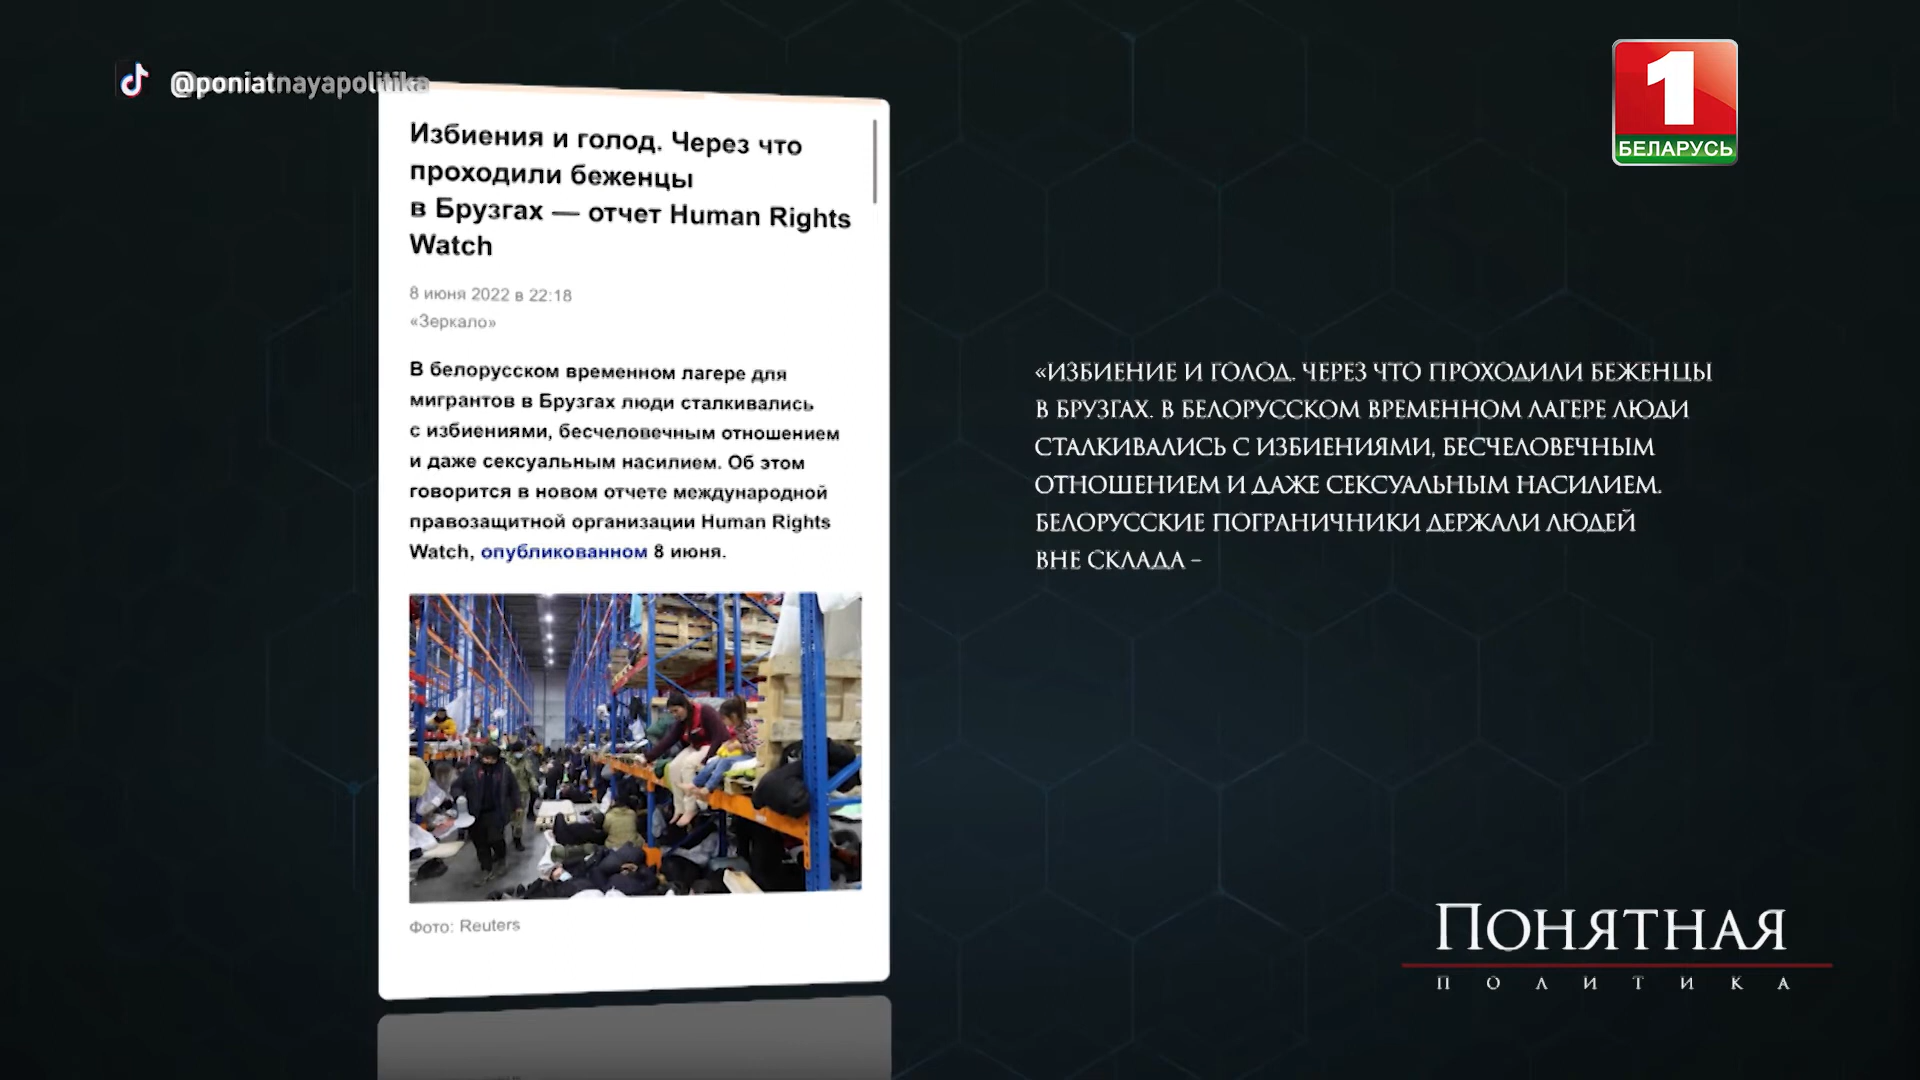 @poniatnayapolitika
1
БЕЛАРУСЬ
Избиения и голод. Через что
проходили беженцы
в Брузгах — отчет Human Rights
Watch
8 июня 2022 в 22:18
«Зеркало»
В белорусском временном лагере для
мигрантов в Брузгах люди сталкивались
с избиениями, бесчеловечным отношением
и даже сексуальным насилием. Об этом
говорится в новом отчете международной
правозащитной организации Human Rights
Watch, опубликованном 8 июня.
Фото: Reuters
«ИЗБИЕНИЕ И ГОЛОД. ЧЕРЕЗ ЧТО ПРОХОДИЛИ БЕЖЕНЦЫ
В БРУЗГАХ. В БЕЛОРУССКОМ ВРЕМЕННОМ ЛАГЕРЕ ЛЮДИ
СТАЛКИВАЛИСЬ С ИЗБИЕНИЯМИ, БЕСЧЕЛОВЕЧНЫМ
ОТНОШЕНИЕМ И ДАЖЕ СЕКСУАЛЬНЫМ НАСИЛИЕМ.
БЕЛОРУССКИЕ ПОГРАНИЧНИКИ ДЕРЖАЛИ ЛЮДЕЙ
ВНЕ СКЛАДА –
ПОНЯТНАЯ
ПОЛИТИКА